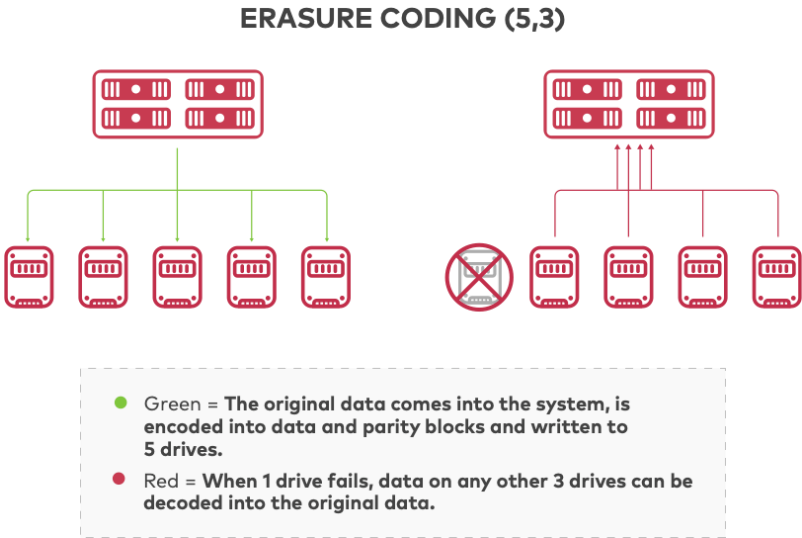 ERASURE CODING (5,3)
Green = The original data comes into the system, is
encoded into data and parity blocks and written to
5 drives.
Red = When 1 drive fails, data on any other 3 drives can be
decoded into the original data.